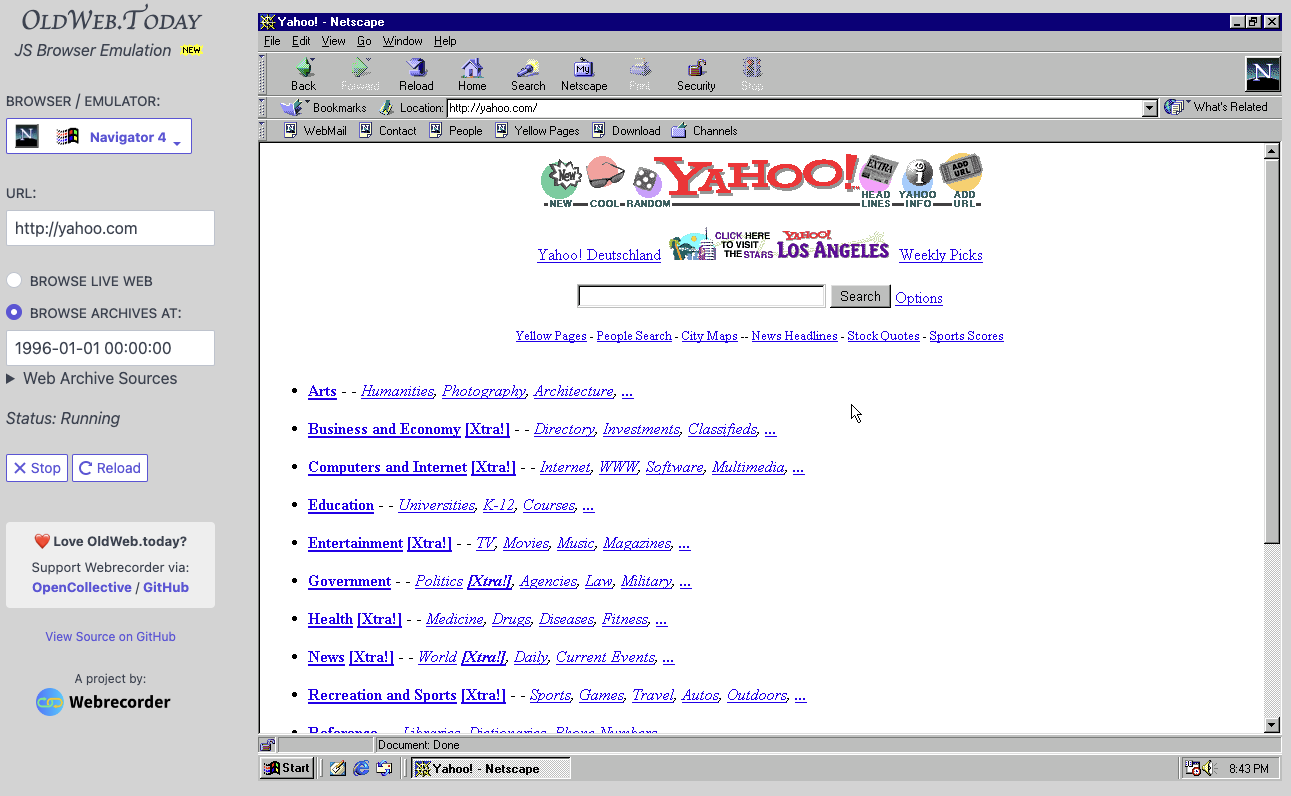 OldWeb.Today
JS Browser Emulation NEW
BROWSER / EMULATOR:
Navigator 4
URL:
http://yahoo.com
BROWSE LIVE WEB
BROWSE ARCHIVES AT:
1996-01-01 00:00:00
Web Archive Sources
Status: Running
Stop Reload
Love OldWeb.today?
Support Webrecorder via:
OpenCollective / GitHub
View Source on GitHub
A project by:
Webrecorder
Yahoo! - Netscape
File Edit View Go Window Help
Back Forward Reload Home Search Netscape Print Security Stop
My
N
Bookmarks Location: http://yahoo.com/ What's Related
WebMail Contact People Yellow Pages Download Channels
New YAHOO! EXTRA i ADD URL
NEW COOL RANDOM HEAD LINES YAHOO INFO ADD URL
Yahoo! Deutschland CLICK HERE TO VISIT THE STARS YAHOO! LOS ANGELES Weekly Picks
Search Options
Yellow Pages - People Search - City Maps -- News Headlines - Stock Quotes - Sports Scores
Arts - - Humanities, Photography, Architecture, ...
Business and Economy [Xtra!] - - Directory, Investments, Classifieds, ...
Computers and Internet [Xtra!] - - Internet, WWW, Software, Multimedia, ...
Education - - Universities, K-12, Courses, ...
Entertainment [Xtra!] - - TV, Movies, Music, Magazines, ...
Government - - Politics [Xtra!], Agencies, Law, Military, ...
Health [Xtra!] - - Medicine, Drugs, Diseases, Fitness, ...
News [Xtra!] - - World [Xtra!], Daily, Current Events, ...
Recreation and Sports [Xtra!] - - Sports, Games, Travel, Autos, Outdoors, ...
Reference - - Libraries, Dictionaries, Phone Numbers
Document: Done
Start Yahoo! - Netscape 8:43 PM